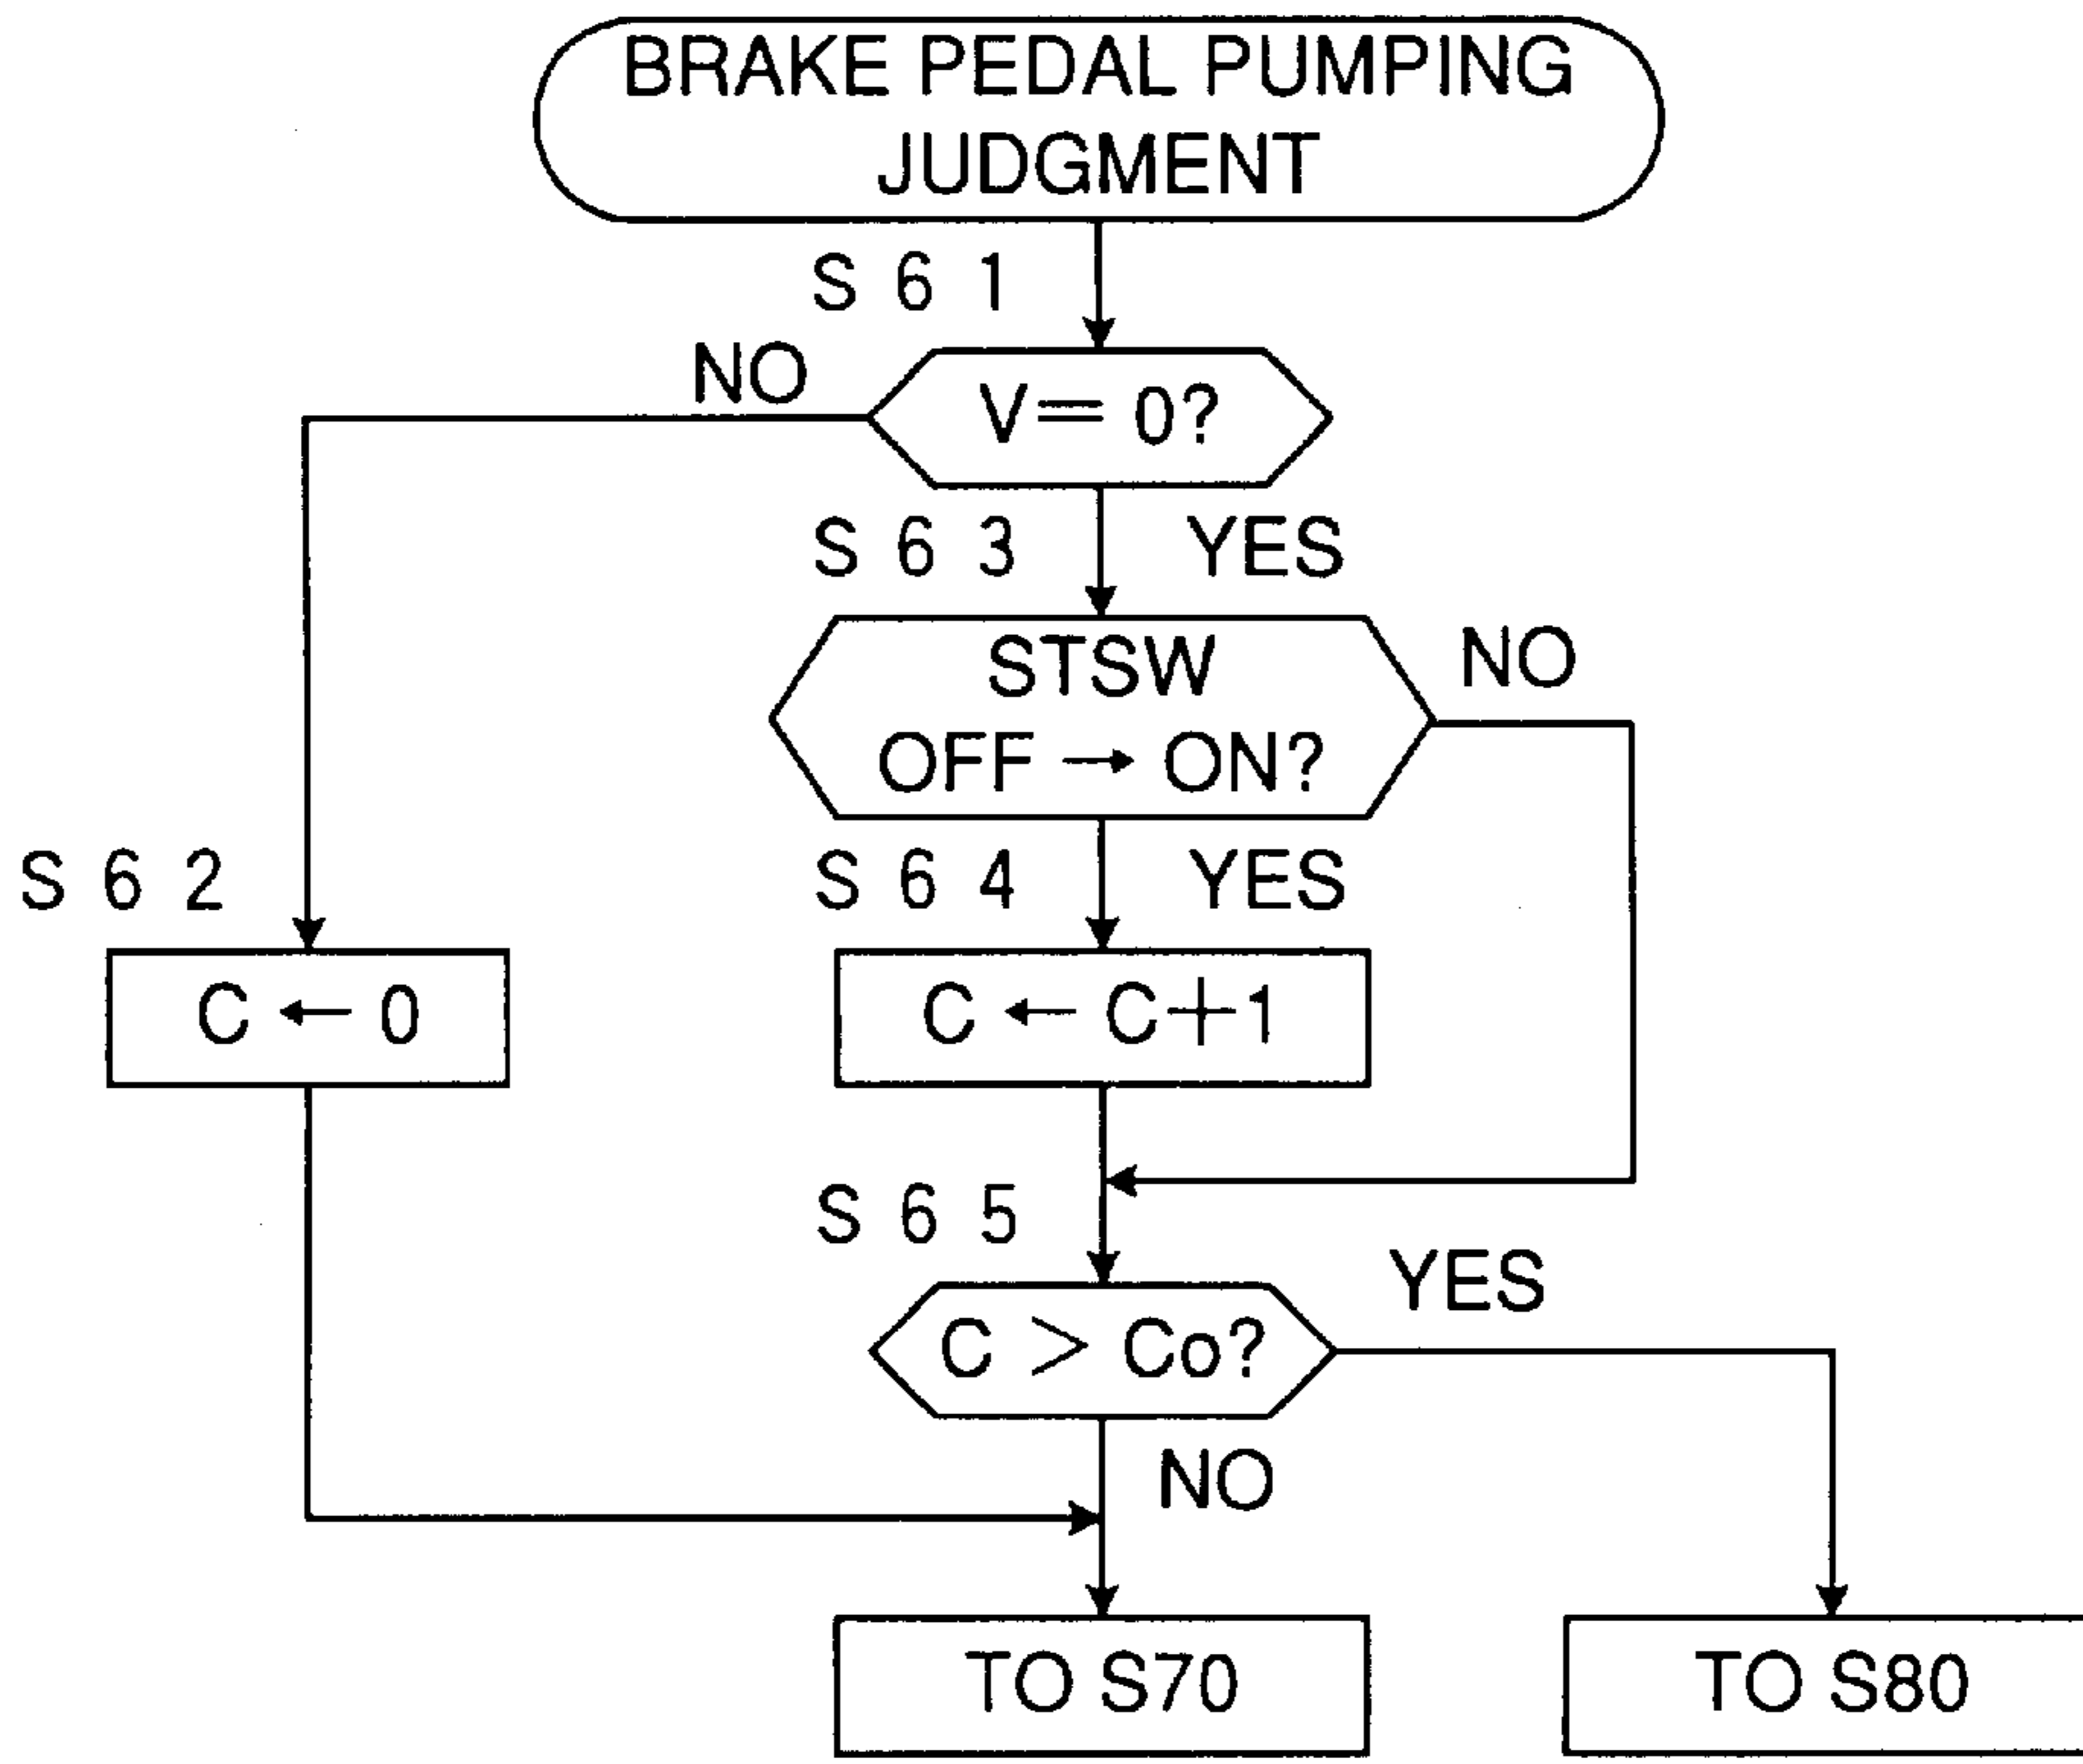 BRAKE PEDAL PUMPING
JUDGMENT
S 6 1
NO
V= 0?
S 6 3
YES
STSW
OFF → ON?
NO
S 6 2
S 6 4
YES
C ← 0
C ← C+1
S 6 5
YES
C > Co?
NO
TO S70
TO S80